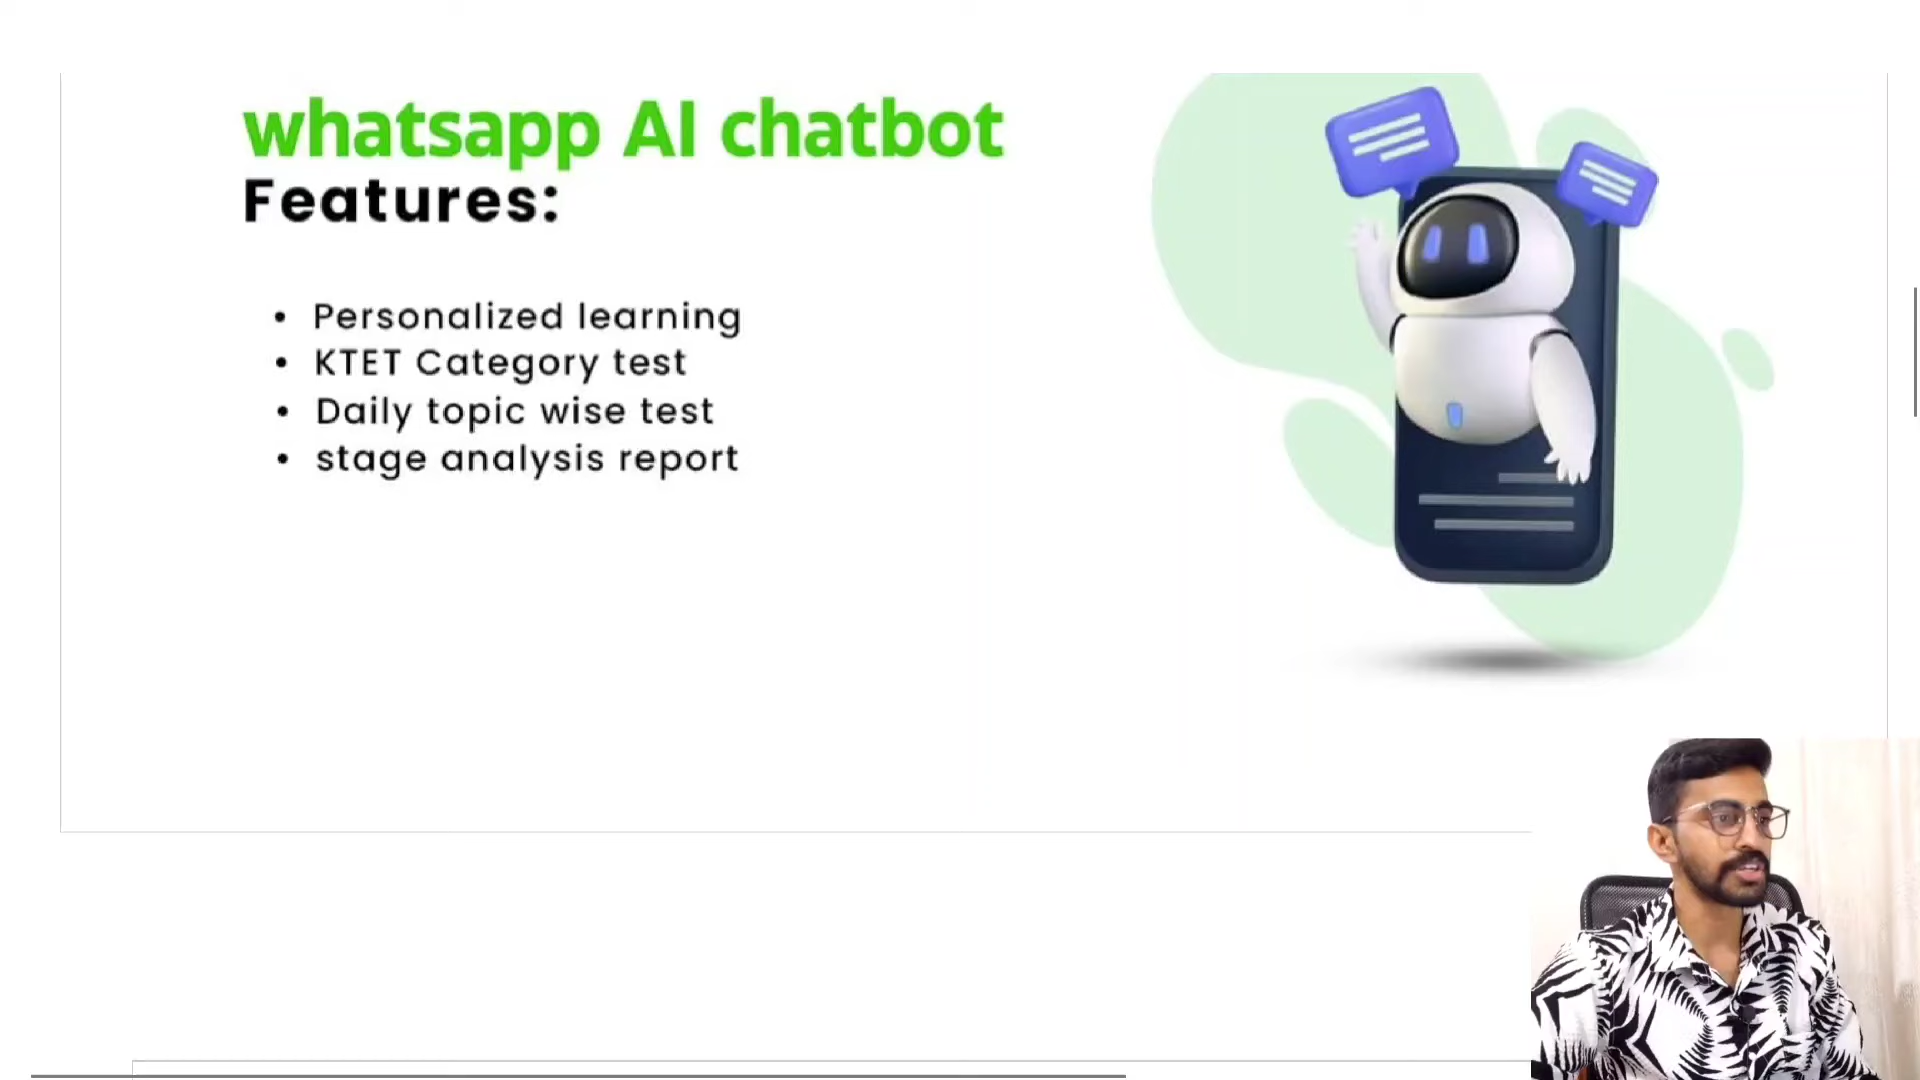 whatsapp AI chatbot
Features:
• Personalized learning
• KTET Category test
• Daily topic wise test
• stage analysis report